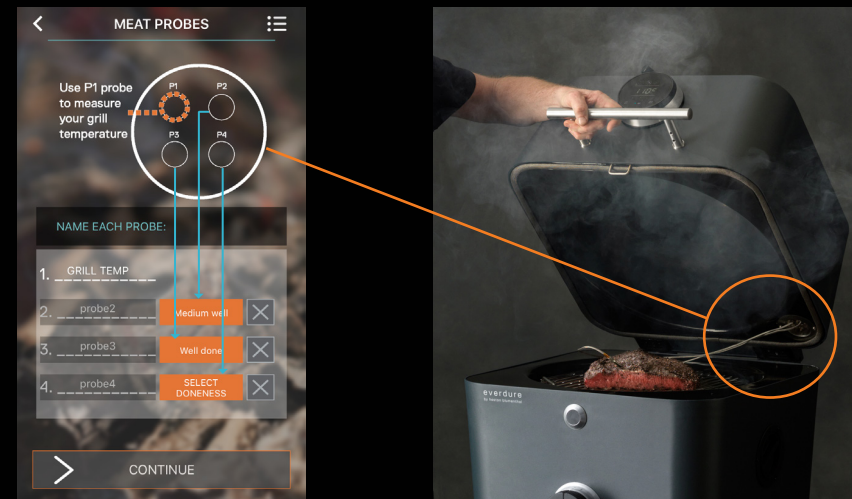 MEAT PROBES
Use P1 probe
to measure
your grill
temperature
P1
P2
P3
P4
NAME EACH PROBE:
1. GRILL TEMP
2. probe2
Medium well
3. probe3
Well done
4. probe4
SELECT
DONENESS
CONTINUE
everdure